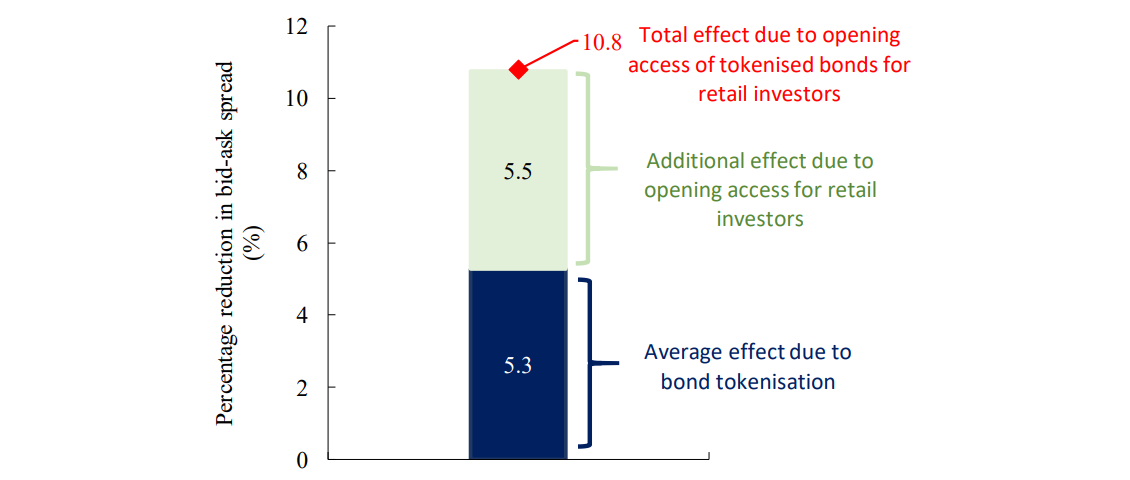 Percentage reduction in bid-ask spread
(%)
12
10
8
6
4
2
0
10.8
Total effect due to opening
access of tokenised bonds for
retail investors
5.5
Additional effect due to
opening access for retail
investors
5.3
Average effect due to
bond tokenisation